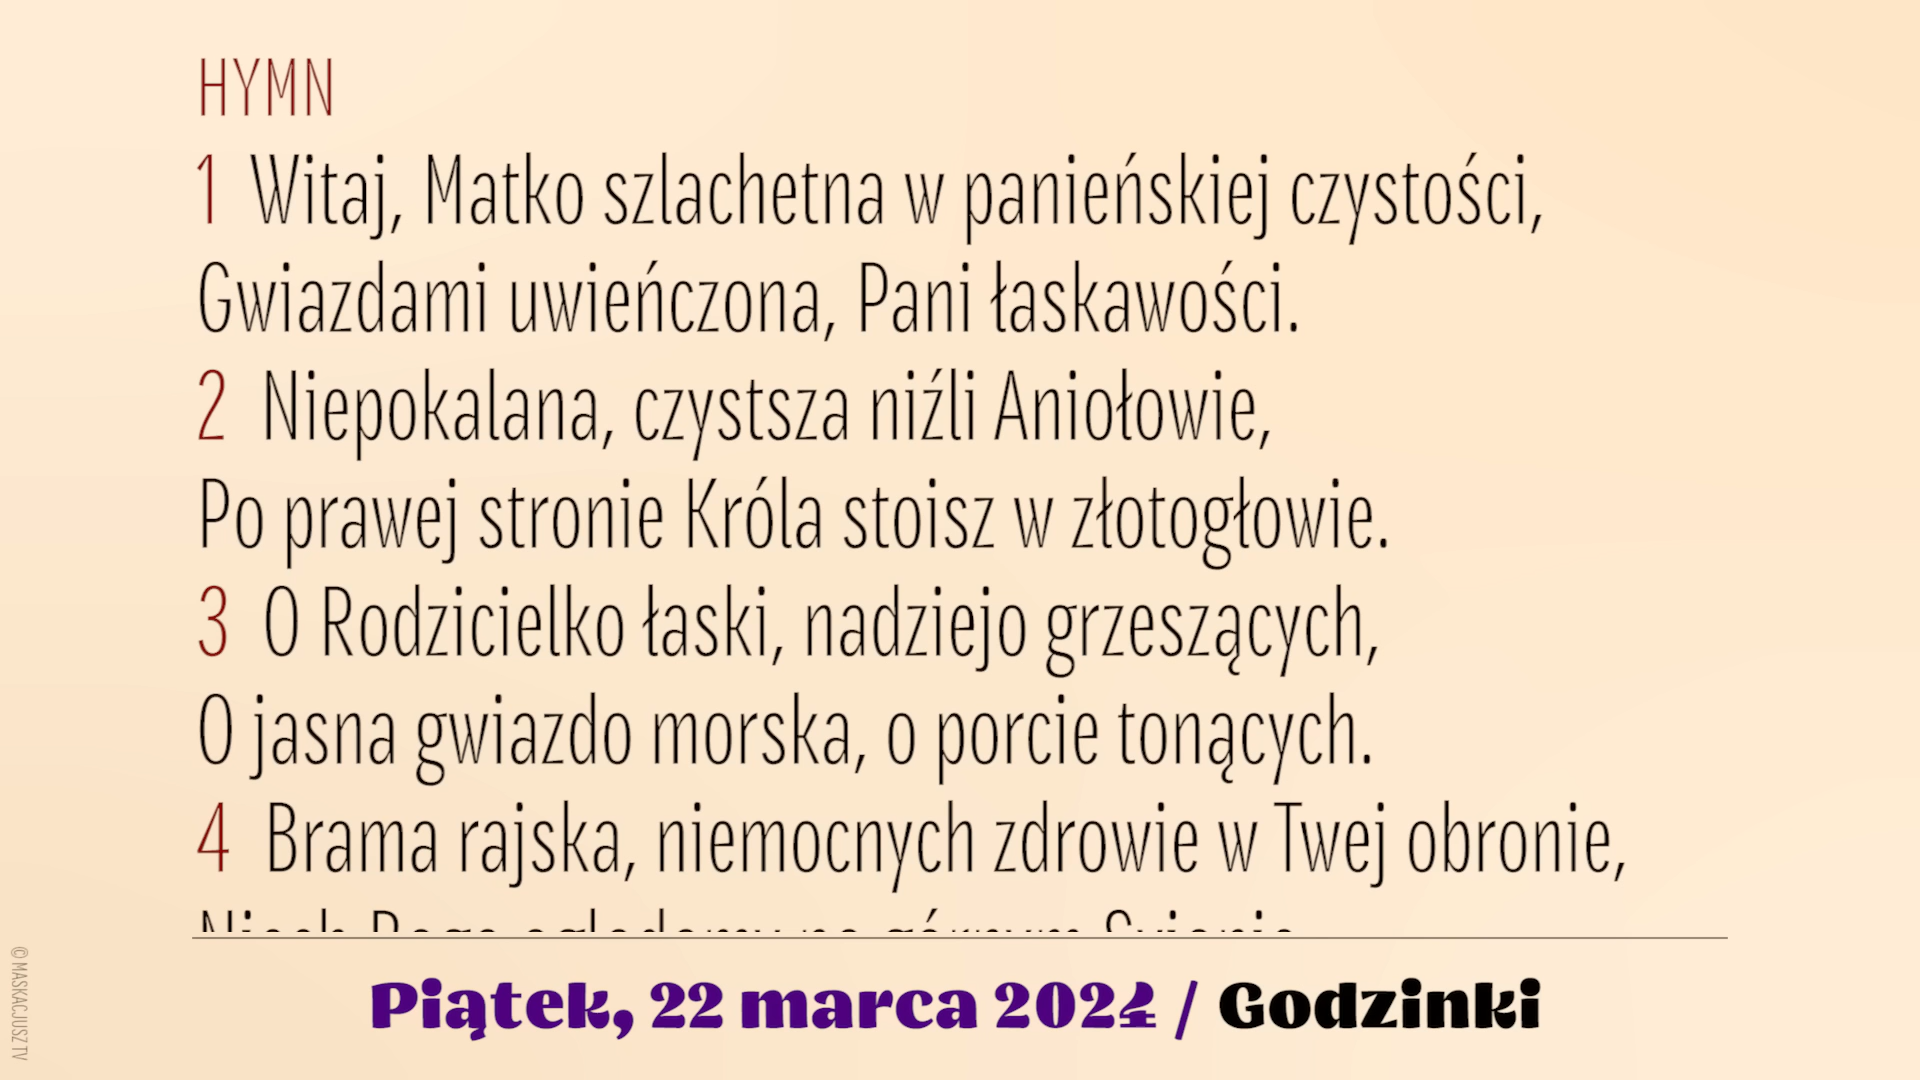 HYMN
1 Witaj, Matko szlachetna w panieńskiej czystości,
Gwiazdami uwieńczona, Pani łaskawości.
2 Niepokalana, czystsza niźli Aniołowie,
Po prawej stronie Króla stoisz w złotogłowie.
3 O Rodzicielko łaski, nadziejo grzeszących,
O jasna gwiazdo morska, o porcie tonących.
4 Brama rajska, niemocnych zdrowie w Twej obronie,
Piątek, 22 marca 2024 / Godzinki
© MASKACJUSZ TV